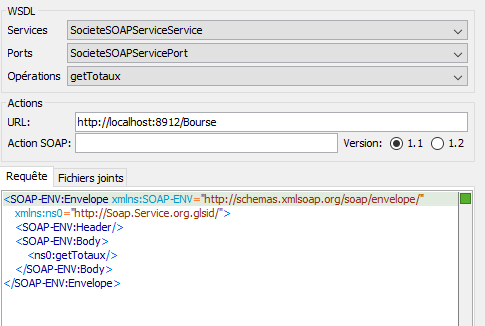 WSDL
Services SocieteSOAPServiceService
Ports SocieteSOAPServicePort
Opérations getTotaux
Actions
URL: http://localhost:8912/Bourse
Action SOAP: Version: 1.1 1.2
Requête Fichiers joints
<SOAP-ENV:Envelope xmlns:SOAP-ENV="http://schemas.xmlsoap.org/soap/envelope/"
xmlns:ns0="http://Soap.Service.org.glsid/">
<SOAP-ENV:Header/>
<SOAP-ENV:Body>
<ns0:getTotaux/>
</SOAP-ENV:Body>
</SOAP-ENV:Envelope>